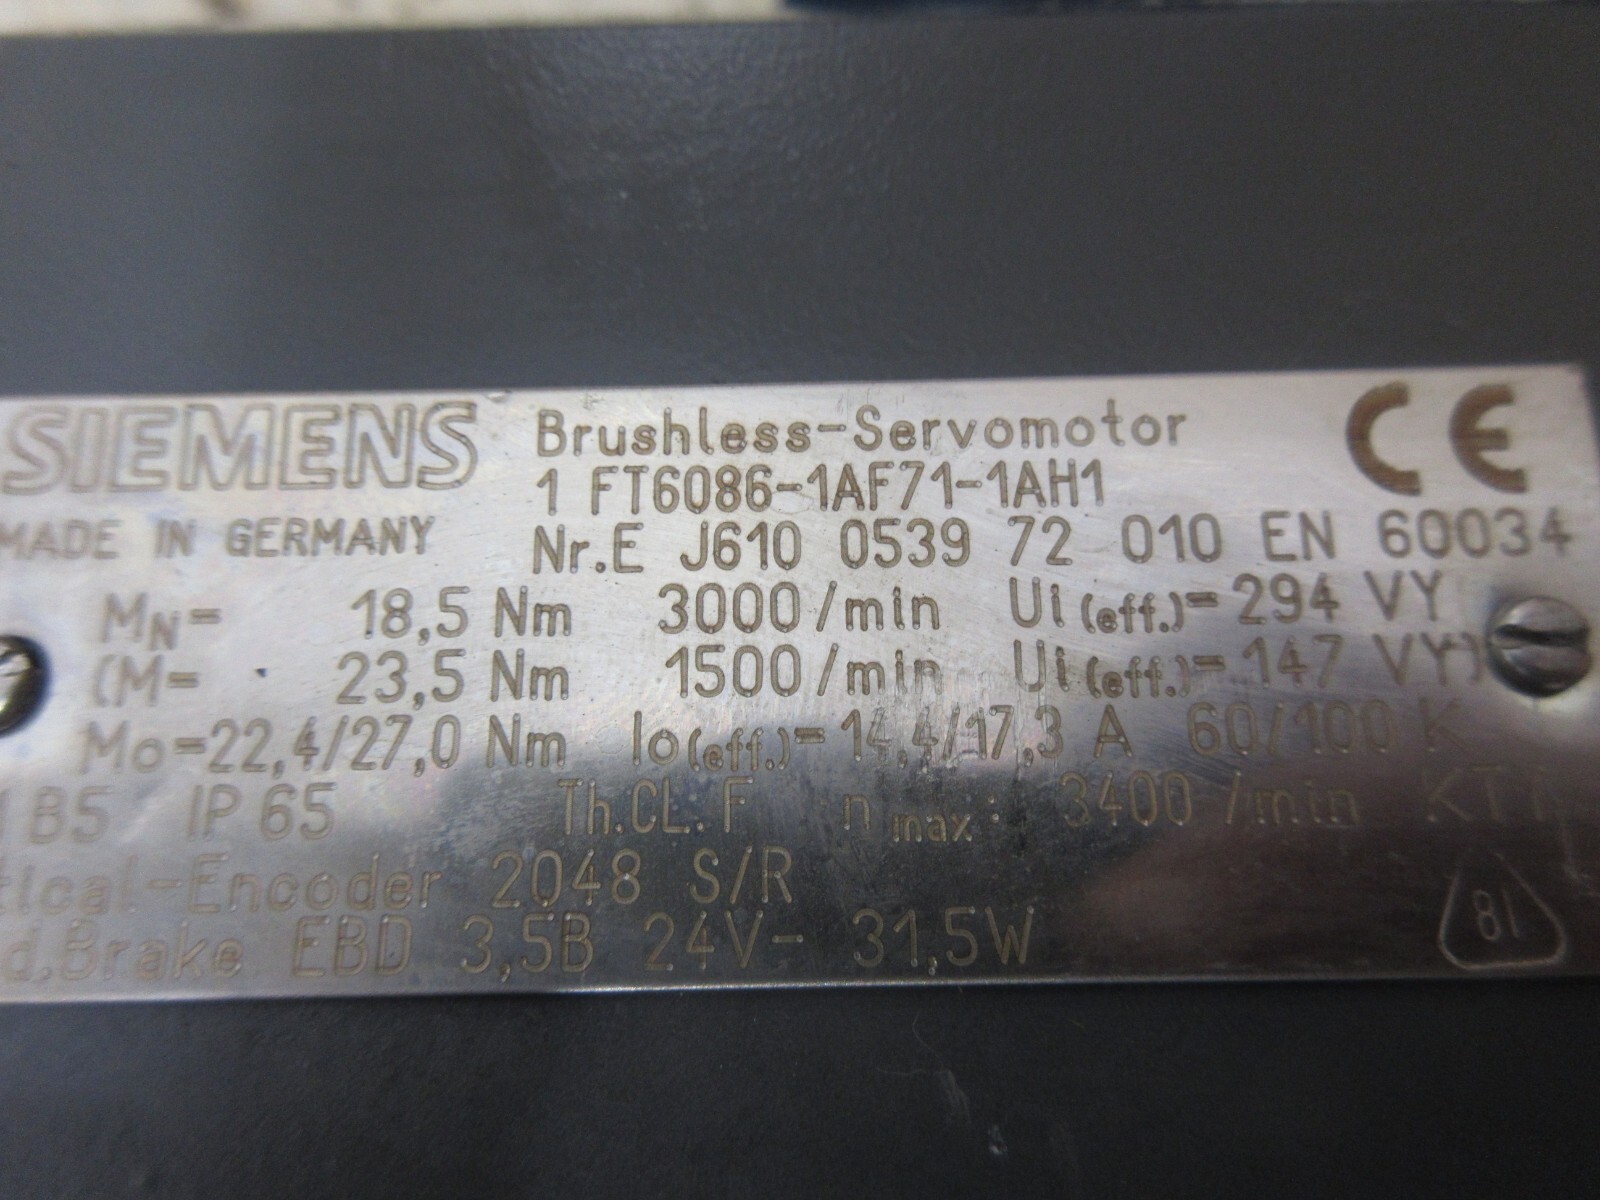 SIEMENS Brushless-Servomotor CE
1 FT6086-1AF71-1AH1
MADE IN GERMANY Nr.E J610 0539 72 010 EN 60034
MN= 18,5 Nm 3000/min Ui(eff.)=294 VY
(M= 23,5 Nm 1500/min Ui(eff.)=147 VY)
Mo=22,4/27,0 Nm Io(eff.)=14,4/17,3 A 60/100 K
B5 IP 65 Th.CL.F nmax: 3400/min
tical-Encoder 2048 S/R
d.Brake EBD 3,5B 24V- 31,5W
81